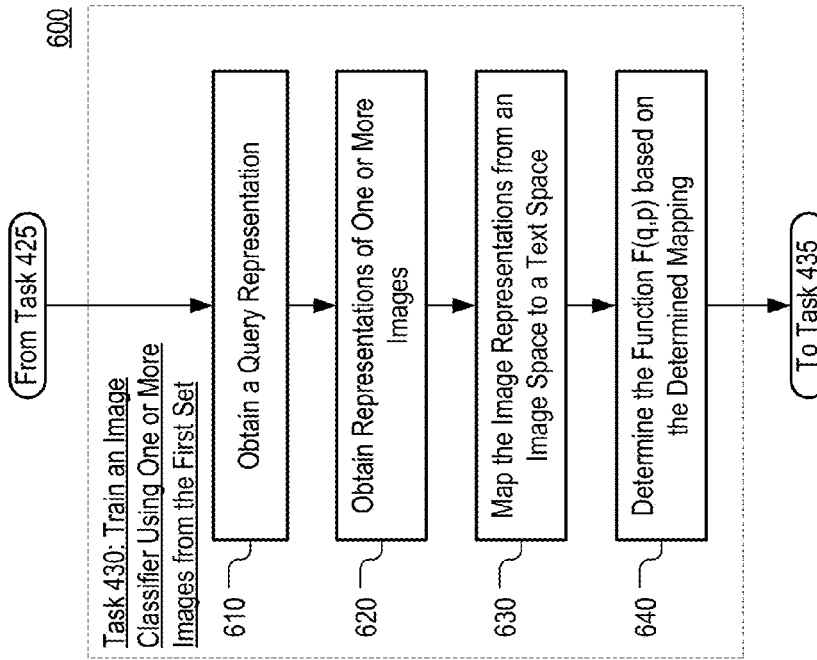 600
From Task 425
Task 430: Train an Image
Classifier Using One or More
Images from the First Set
610
Obtain a Query Representation
620
Obtain Representations of One or More
Images
630
Map the Image Representations from an
Image Space to a Text Space
640
Determine the Function F(q,p) based on
the Determined Mapping
To Task 435